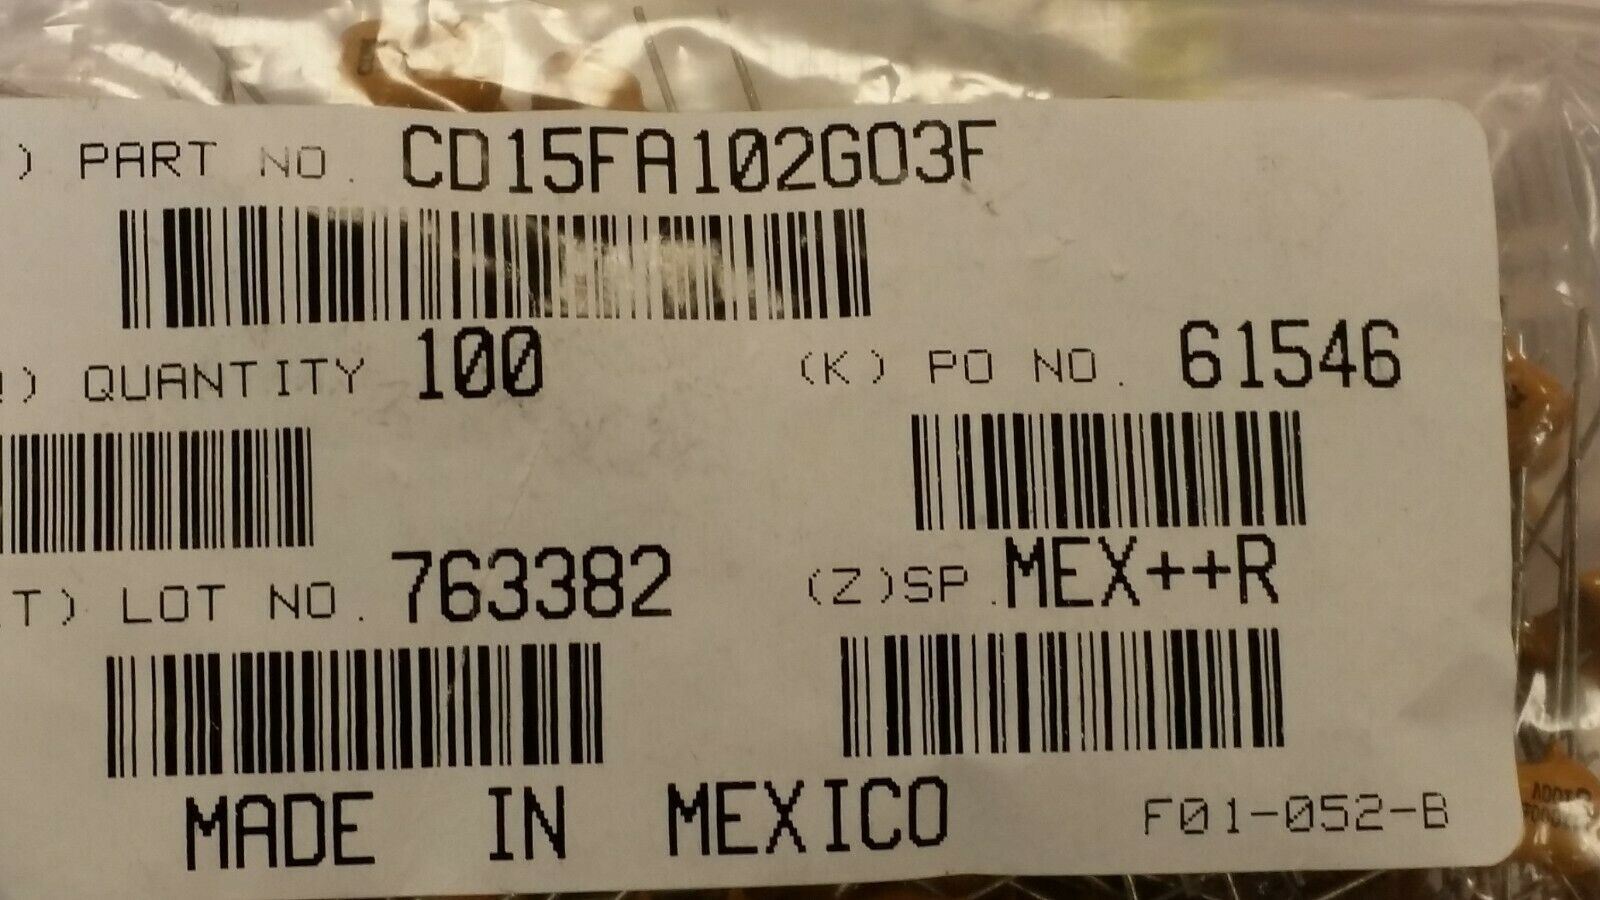 ) PART NO. CD15FA102G03F
) QUANTITY 100
(K) PO NO. 61546
T) LOT NO. 763382
(Z)SP. MEX++R
MADE IN MEXICO
F01-052-B